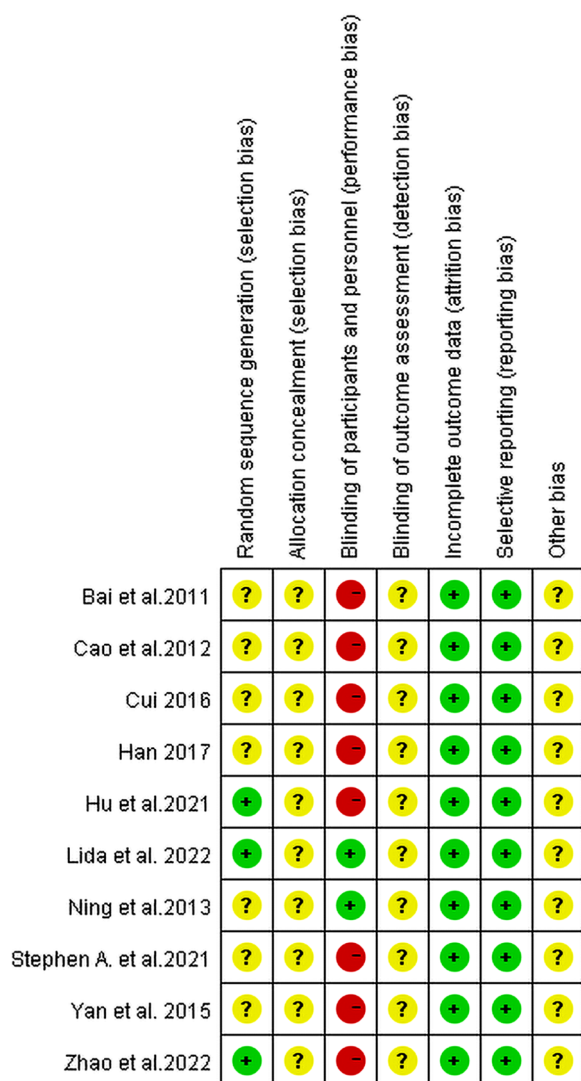 Random sequence generation (selection bias)
Allocation concealment (selection bias)
Blinding of participants and personnel (performance bias)
Blinding of outcome assessment (detection bias)
Incomplete outcome data (attrition bias)
Selective reporting (reporting bias)
Other bias
Bai et al.2011 ? ? - ? + + ?
Cao et al.2012 ? ? - ? + + ?
Cui 2016 ? ? - ? + + ?
Han 2017 ? ? - ? + + ?
Hu et al.2021 + ? - ? + + ?
Lida et al. 2022 + ? + ? + + ?
Ning et al.2013 ? ? + ? + + ?
Stephen A. et al.2021 ? ? - ? + + ?
Yan et al. 2015 ? ? - ? + + ?
Zhao et al.2022 + ? - ? + + ?